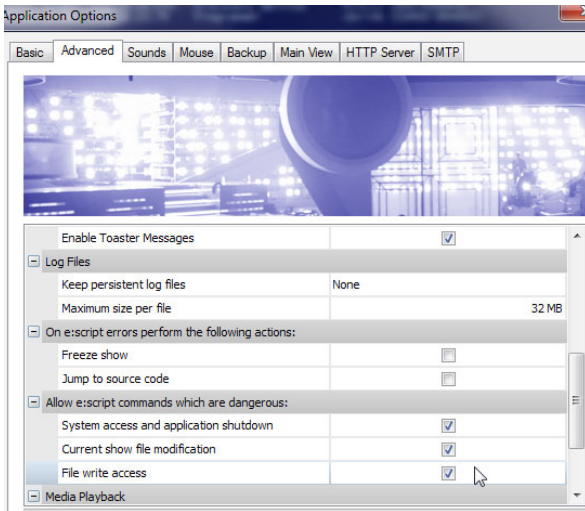 Application Options
Basic Advanced Sounds Mouse Backup Main View HTTP Server SMTP
Enable Toaster Messages
Log Files
Keep persistent log files None
Maximum size per file 32 MB
On e:script errors perform the following actions:
Freeze show
Jump to source code
Allow e:script commands which are dangerous:
System access and application shutdown
Current show file modification
File write access
Media Playback